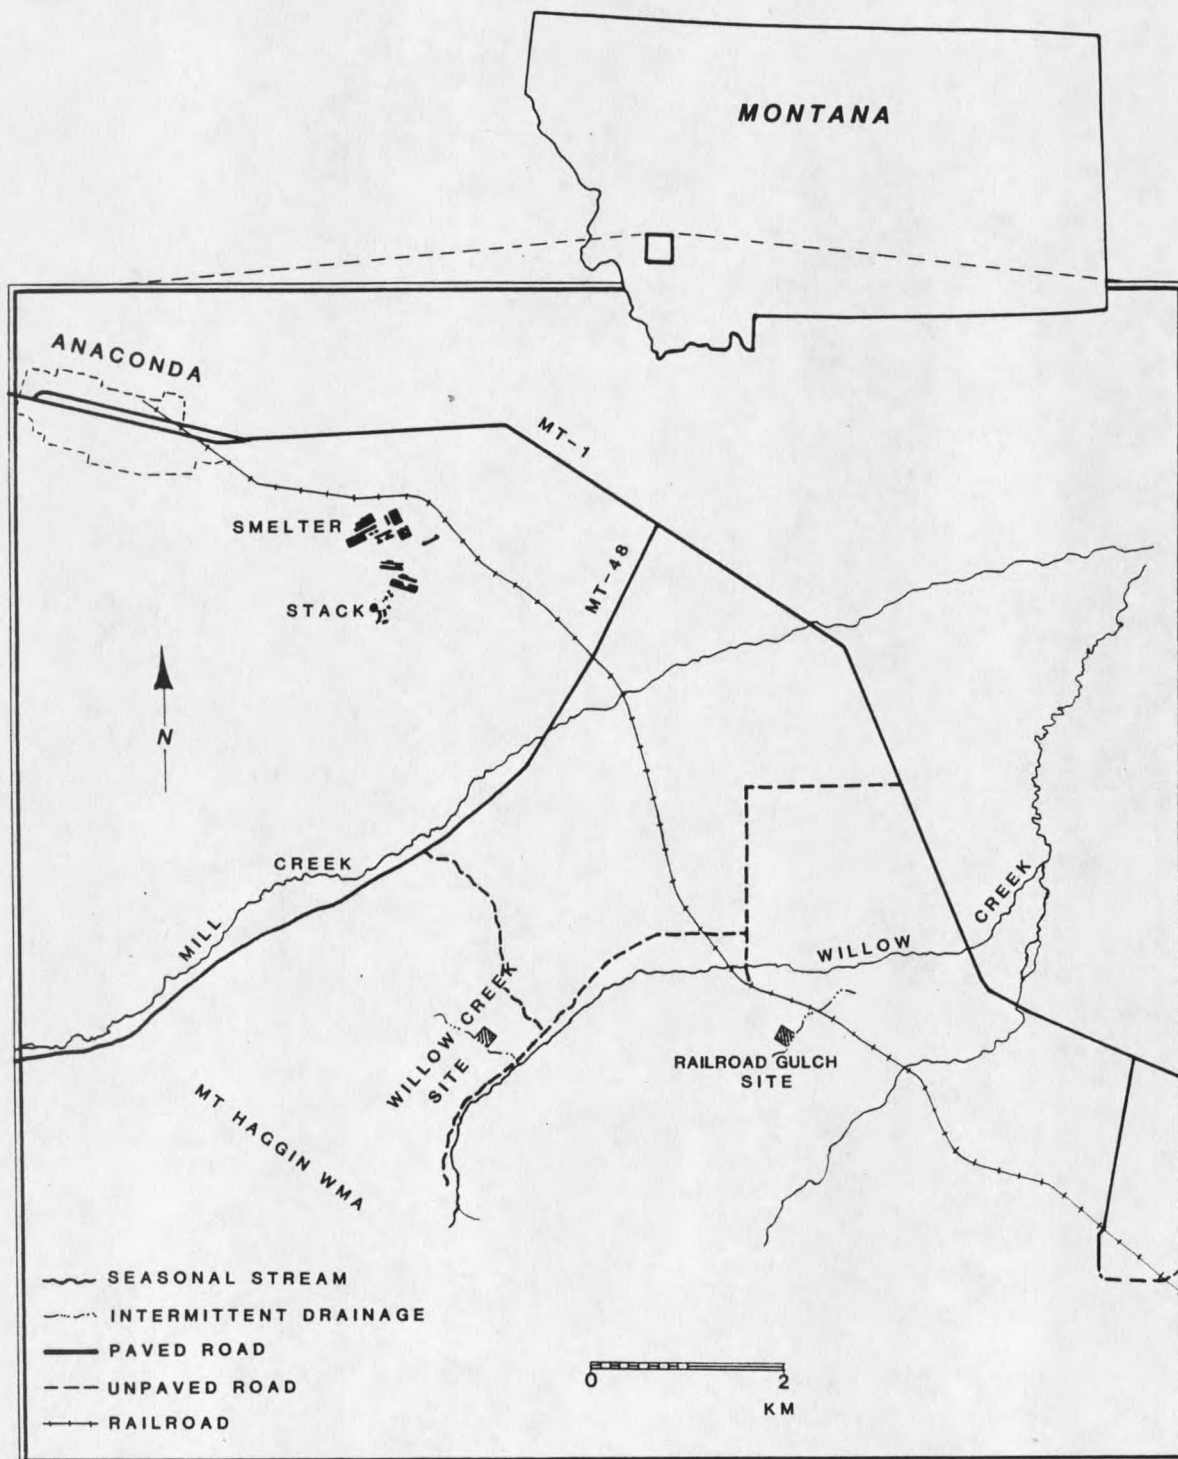 MONTANA
ANACONDA
MT-1
SMELTER
MT-48
STACK
N
CREEK
MILL
CREEK
WILLOW
WILLOW CREEK
SITE
RAILROAD GULCH
SITE
MT HAGGIN WMA
SEASONAL STREAM
INTERMITTENT DRAINAGE
PAVED ROAD
UNPAVED ROAD
RAILROAD
0 2
KM